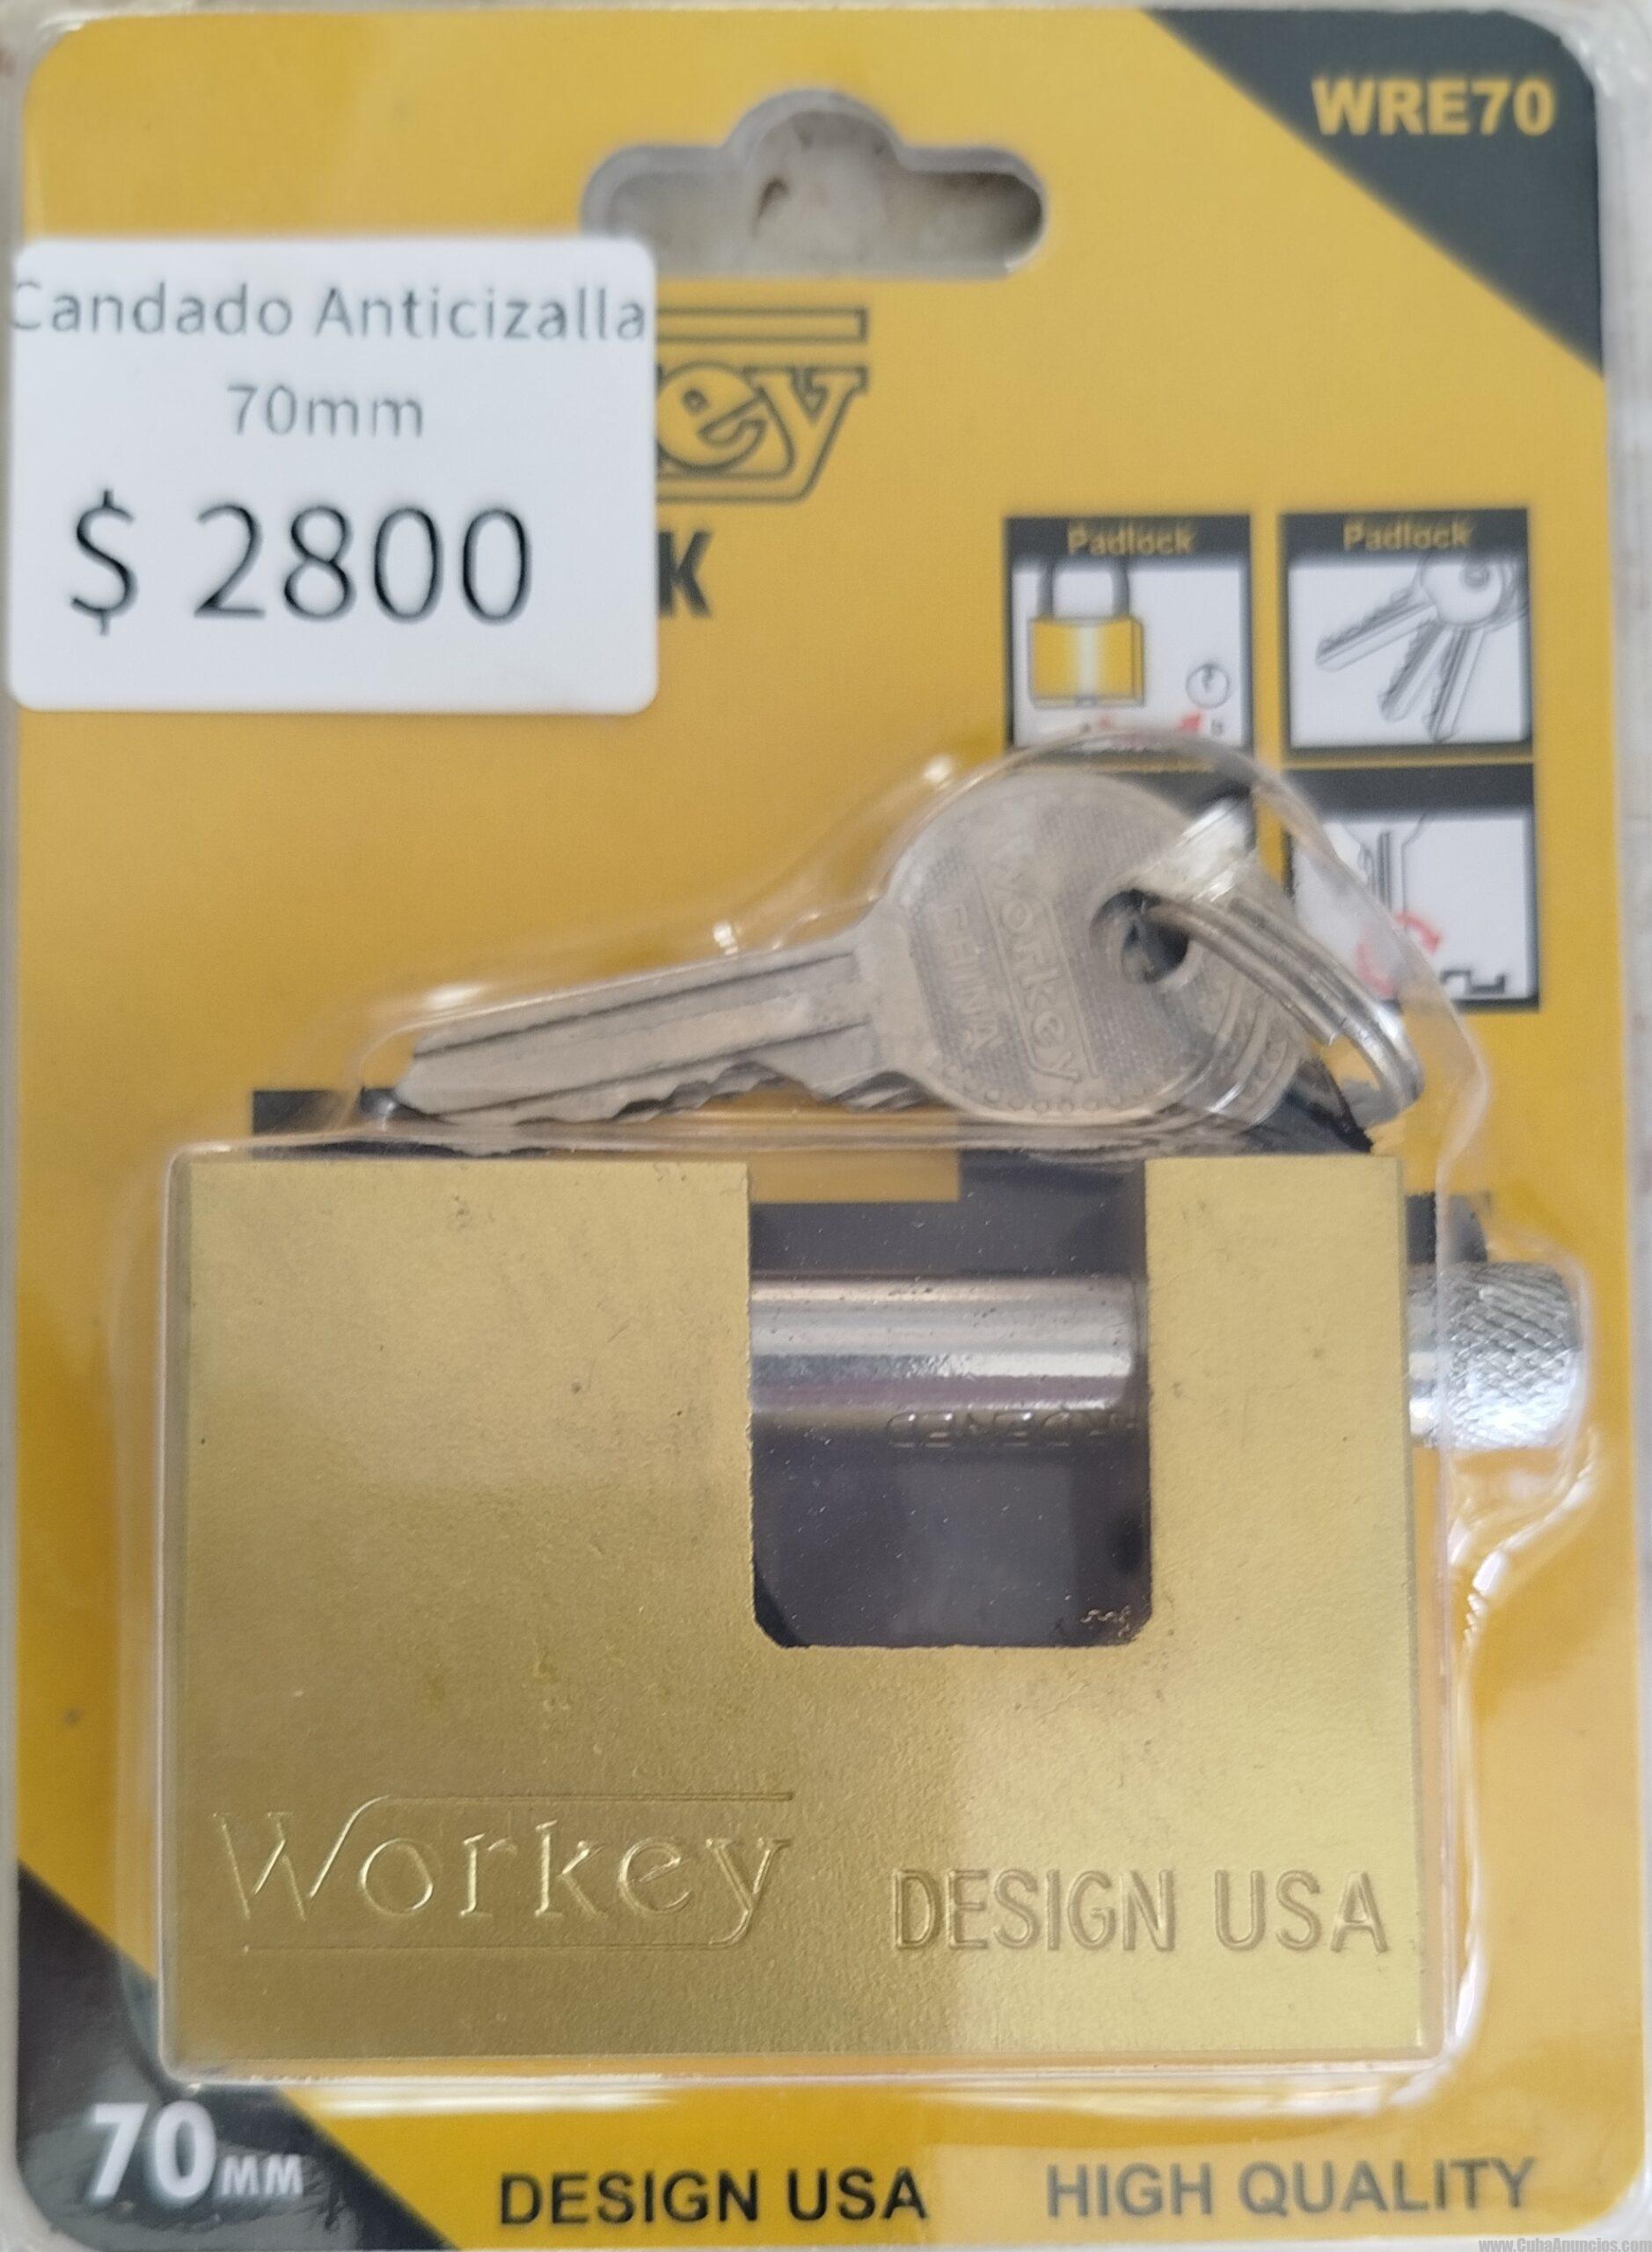 WRE70
Candado Anticizalla
70mm
$ 2800
ey
K
Padlock
Padlock
Workey
CHINA
Workey
DESIGN USA
70MM
DESIGN USA
HIGH QUALITY
www.CubaAnuncios.com